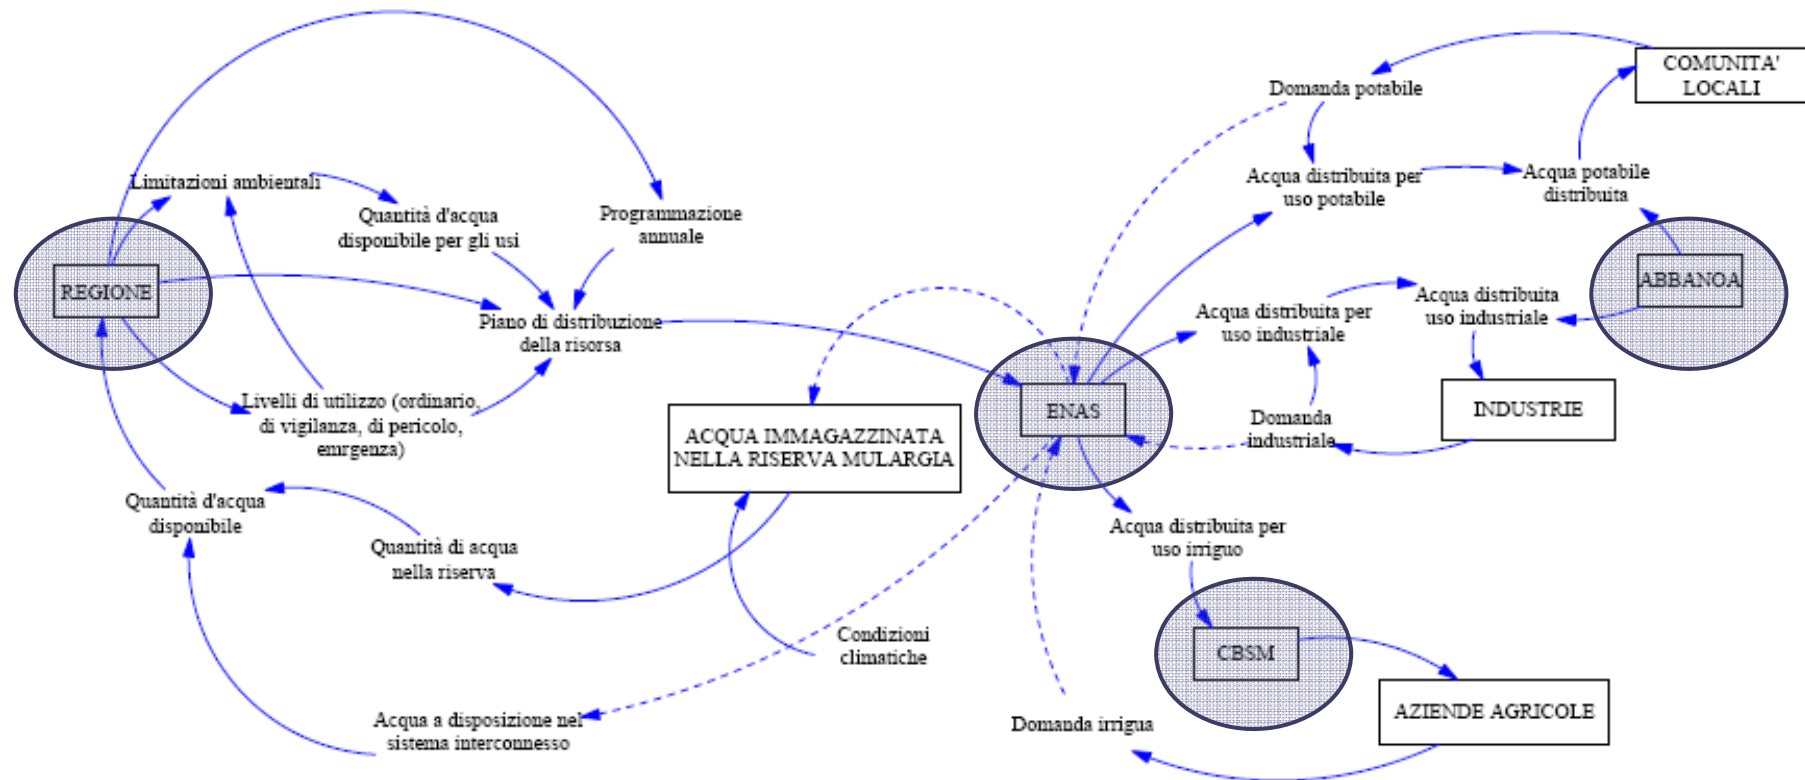 COMUNITA'
LOCALI
Domanda potabile
Limitazioni ambientali
Acqua distribuita per
uso potabile
Acqua potabile
distribuita
Quantità d'acqua
disponibile per gli usi
Programmazione
annuale
REGIONE
ABBANOA
Piano di distribuzione
della risorsa
Acqua distribuita per
uso industriale
Acqua distribuita
uso industriale
Livelli di utilizzo (ordinario,
di vigilanza, di pericolo,
emrgenza)
ENAS
Domanda
industriale
INDUSTRIE
ACQUA IMMAGAZZINATA
NELLA RISERVA MULARGIA
Quantità d'acqua
disponibile
Quantità di acqua
nella riserva
Acqua distribuita per
uso irriguo
Condizioni
climatiche
CBSM
Acqua a disposizione nel
sistema interconnesso
Domanda irrigua
AZIENDE AGRICOLE